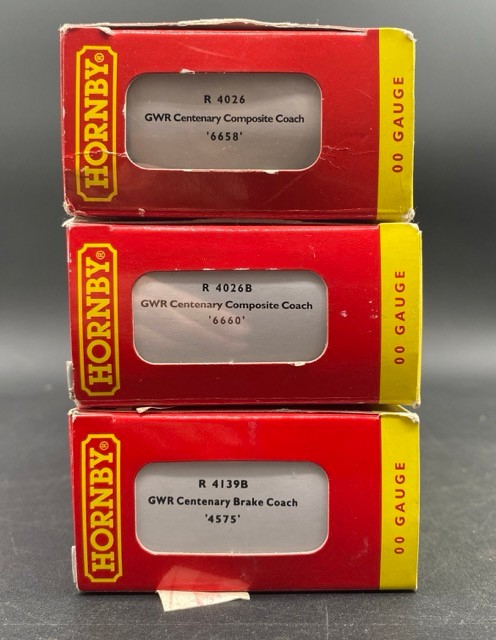 HORNBY®
R 4026
GWR Centenary Composite Coach
'6658'
00 GAUGE
HORNBY®
R 4026B
GWR Centenary Composite Coach
'6660'
00 GAUGE
HORNBY®
R 4139B
GWR Centenary Brake Coach
'4575'
00 GAUGE